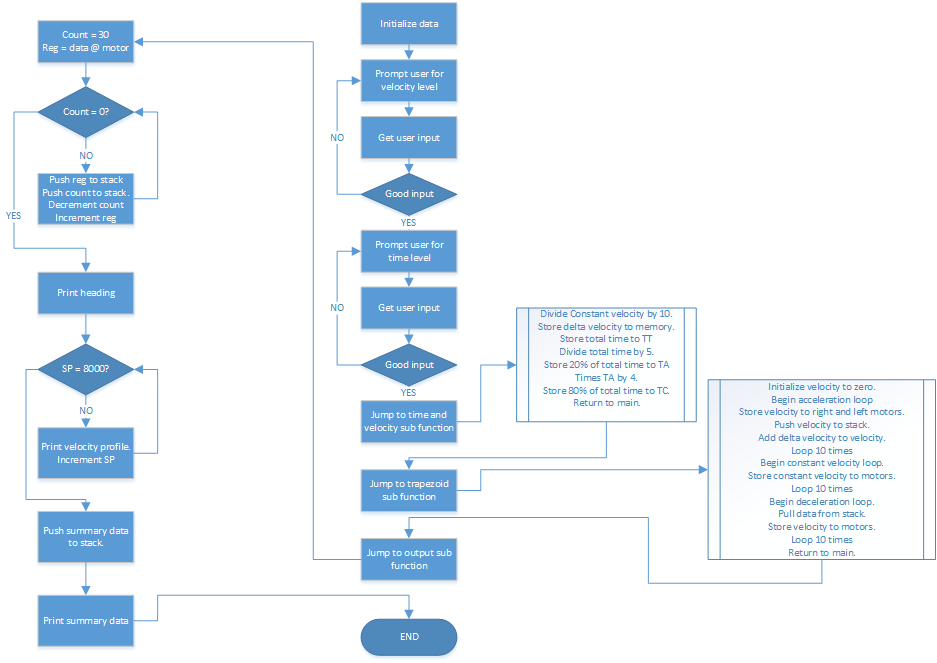 Initialize data
Prompt user for
velocity level
Get user input
NO
Good input
YES
Prompt user for
time level
Get user input
NO
Good input
YES
Jump to time and
velocity sub function
Divide Constant velocity by 10.
Store delta velocity to memory.
Store total time to TT
Divide total time by 5.
Store 20% of total time to TA
Times TA by 4.
Store 80% of total time to TC.
Return to main.
Jump to trapezoid
sub function
Initialize velocity to zero.
Begin acceleration loop
Store velocity to right and left motors.
Push velocity to stack.
Add delta velocity to velocity.
Loop 10 times
Begin constant velocity loop.
Store constant velocity to motors.
Loop 10 times
Begin deceleration loop.
Pull data from stack.
Store velocity to motors.
Loop 10 times
Return to main.
Jump to output sub
function
Count = 30
Reg = data @ motor
Count = 0?
NO
Push reg to stack
Push count to stack.
Decrement count
Increment reg
YES
Print heading
SP = 8000?
NO
Print velocity profile.
Increment SP
Push summary data
to stack.
Print summary data
END